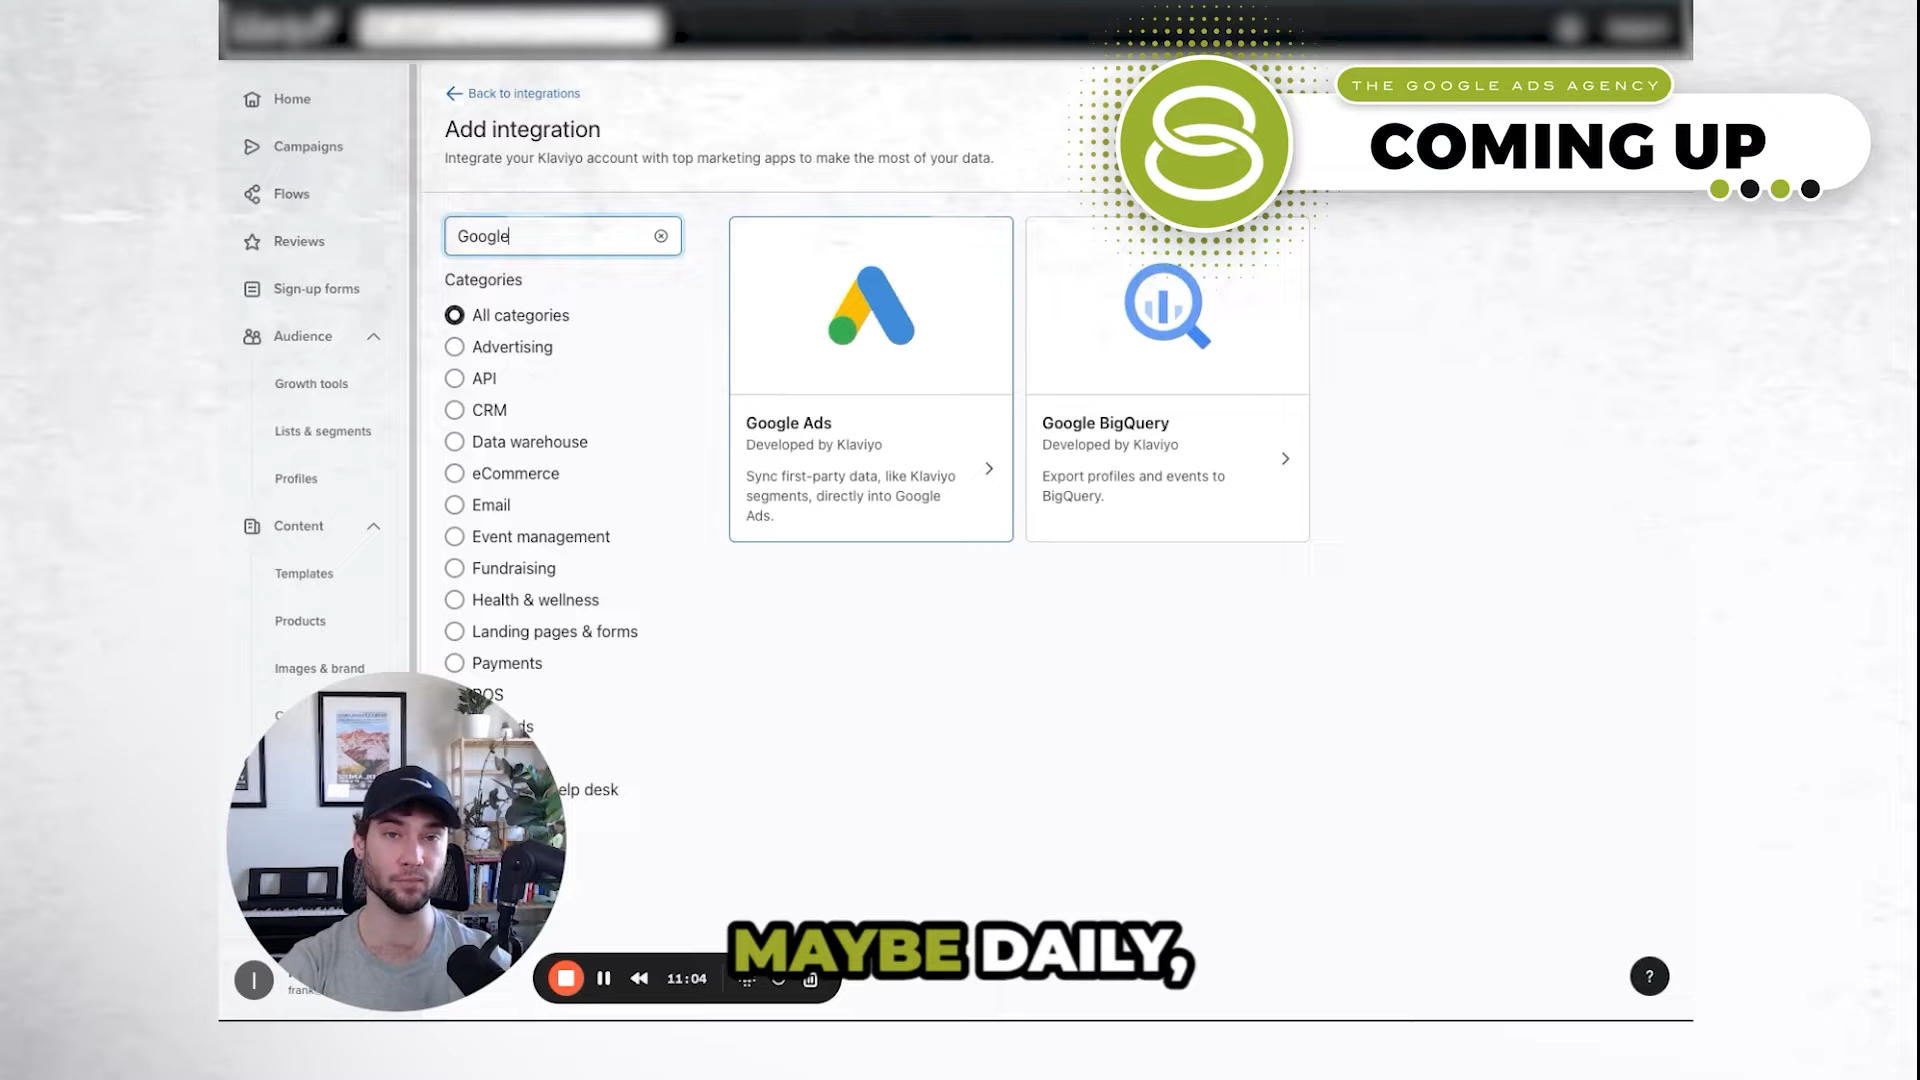 THE GOOGLE ADS AGENCY
COMING UP
Home
Campaigns
Flows
Reviews
Sign-up forms
Audience
Growth tools
Lists & segments
Profiles
Content
Templates
Products
Images & brand
Back to integrations
Add integration
Integrate your Klaviyo account with top marketing apps to make the most of your data.
Google
Categories
All categories
Advertising
API
CRM
Data warehouse
eCommerce
Email
Event management
Fundraising
Health & wellness
Landing pages & forms
Payments
POS
elp desk
Google Ads
Developed by Klaviyo
Sync first-party data, like Klaviyo
segments, directly into Google
Ads.
Google BigQuery
Developed by Klaviyo
Export profiles and events to
BigQuery.
frank
11:04
MAYBE DAILY,
?